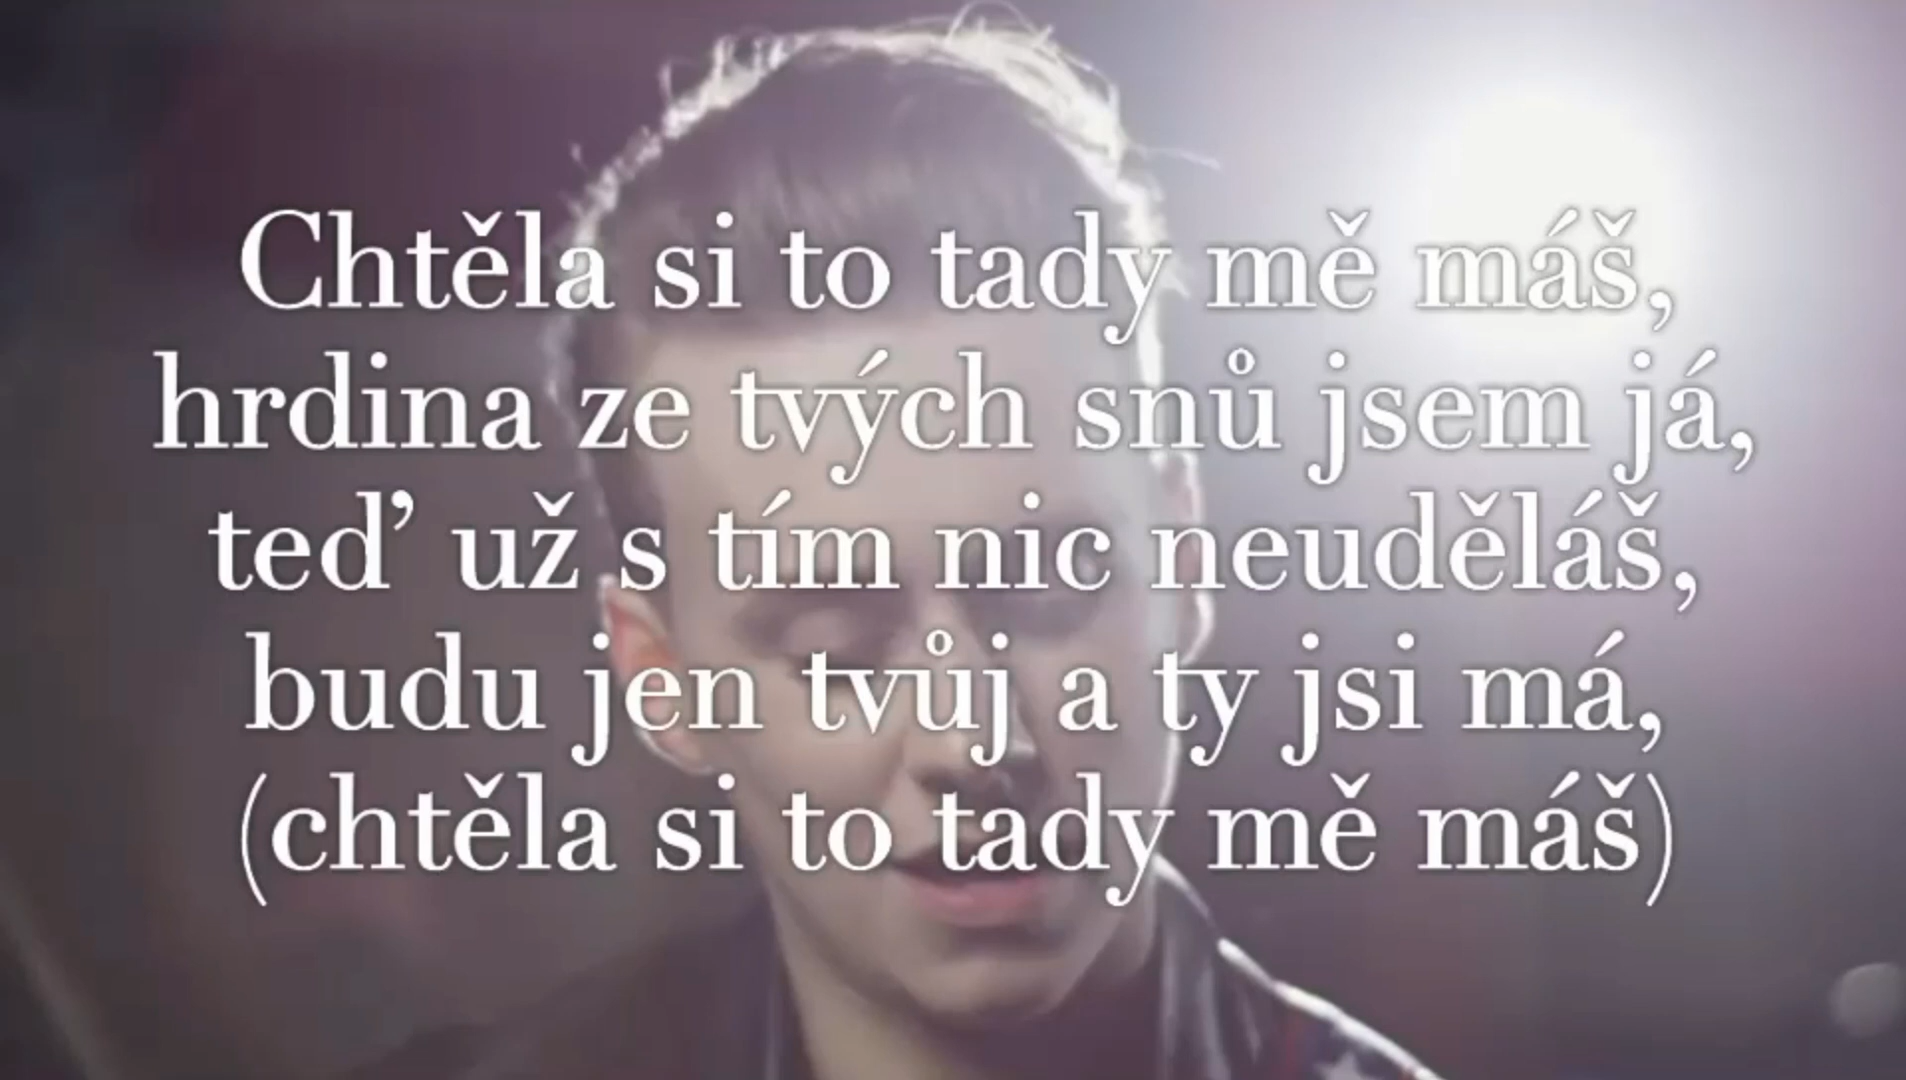 Chtěla si to tady mě máš,
hrdina ze tvých snů jsem já,
teď už s tím nic neuděláš,
budu jen tvůj a ty jsi má,
(chtěla si to tady mě máš)